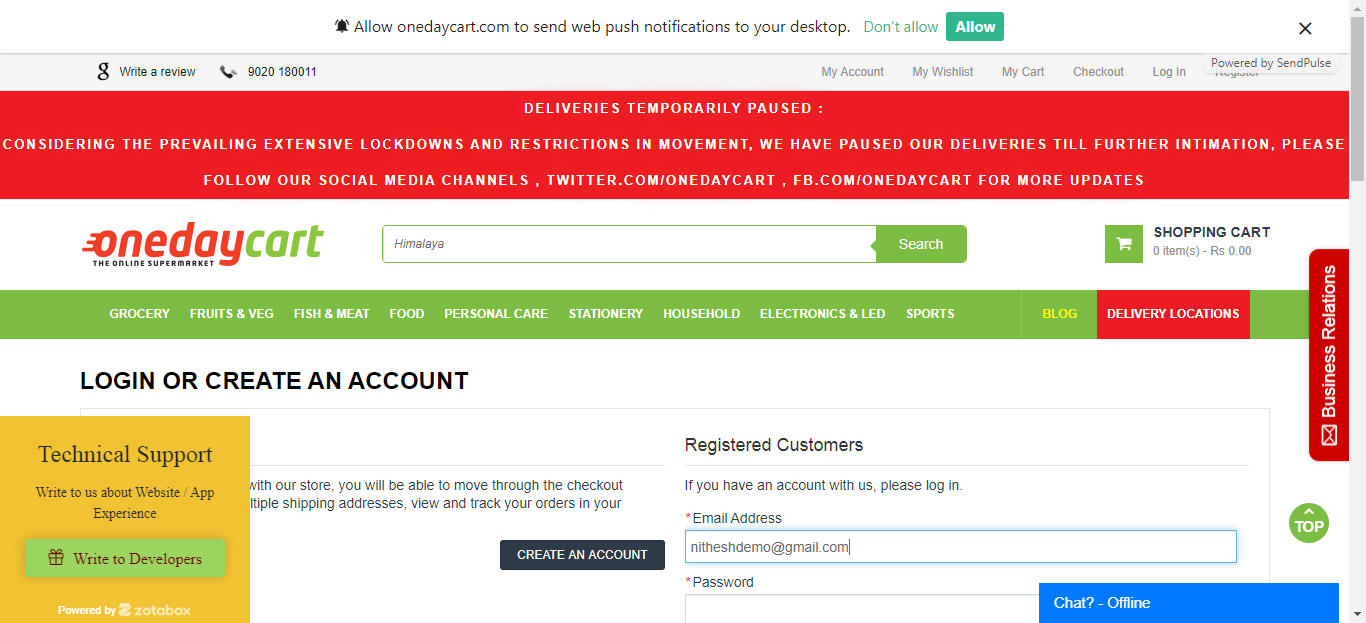 Allow onedaycart.com to send web push notifications to your desktop. Don't allow Allow
Powered by SendPulse
g Write a review 9020 180011 My Account My Wishlist My Cart Checkout Log In Register
DELIVERIES TEMPORARILY PAUSED :
CONSIDERING THE PREVAILING EXTENSIVE LOCKDOWNS AND RESTRICTIONS IN MOVEMENT, WE HAVE PAUSED OUR DELIVERIES TILL FURTHER INTIMATION, PLEASE
FOLLOW OUR SOCIAL MEDIA CHANNELS , TWITTER.COM/ONEDAYCART , FB.COM/ONEDAYCART FOR MORE UPDATES
onedaycart
THE ONLINE SUPERMARKET
Himalaya Search
SHOPPING CART
0 item(s) - Rs 0.00
GROCERY FRUITS & VEG FISH & MEAT FOOD PERSONAL CARE STATIONERY HOUSEHOLD ELECTRONICS & LED SPORTS BLOG DELIVERY LOCATIONS
Business Relations
LOGIN OR CREATE AN ACCOUNT
Technical Support
Write to us about Website / App
Experience
Write to Developers
Powered by zotabox
with our store, you will be able to move through the checkout
ltiple shipping addresses, view and track your orders in your
CREATE AN ACCOUNT
Registered Customers
If you have an account with us, please log in.
*Email Address
nitheshdemo@gmail.com
*Password
TOP
Chat? - Offline